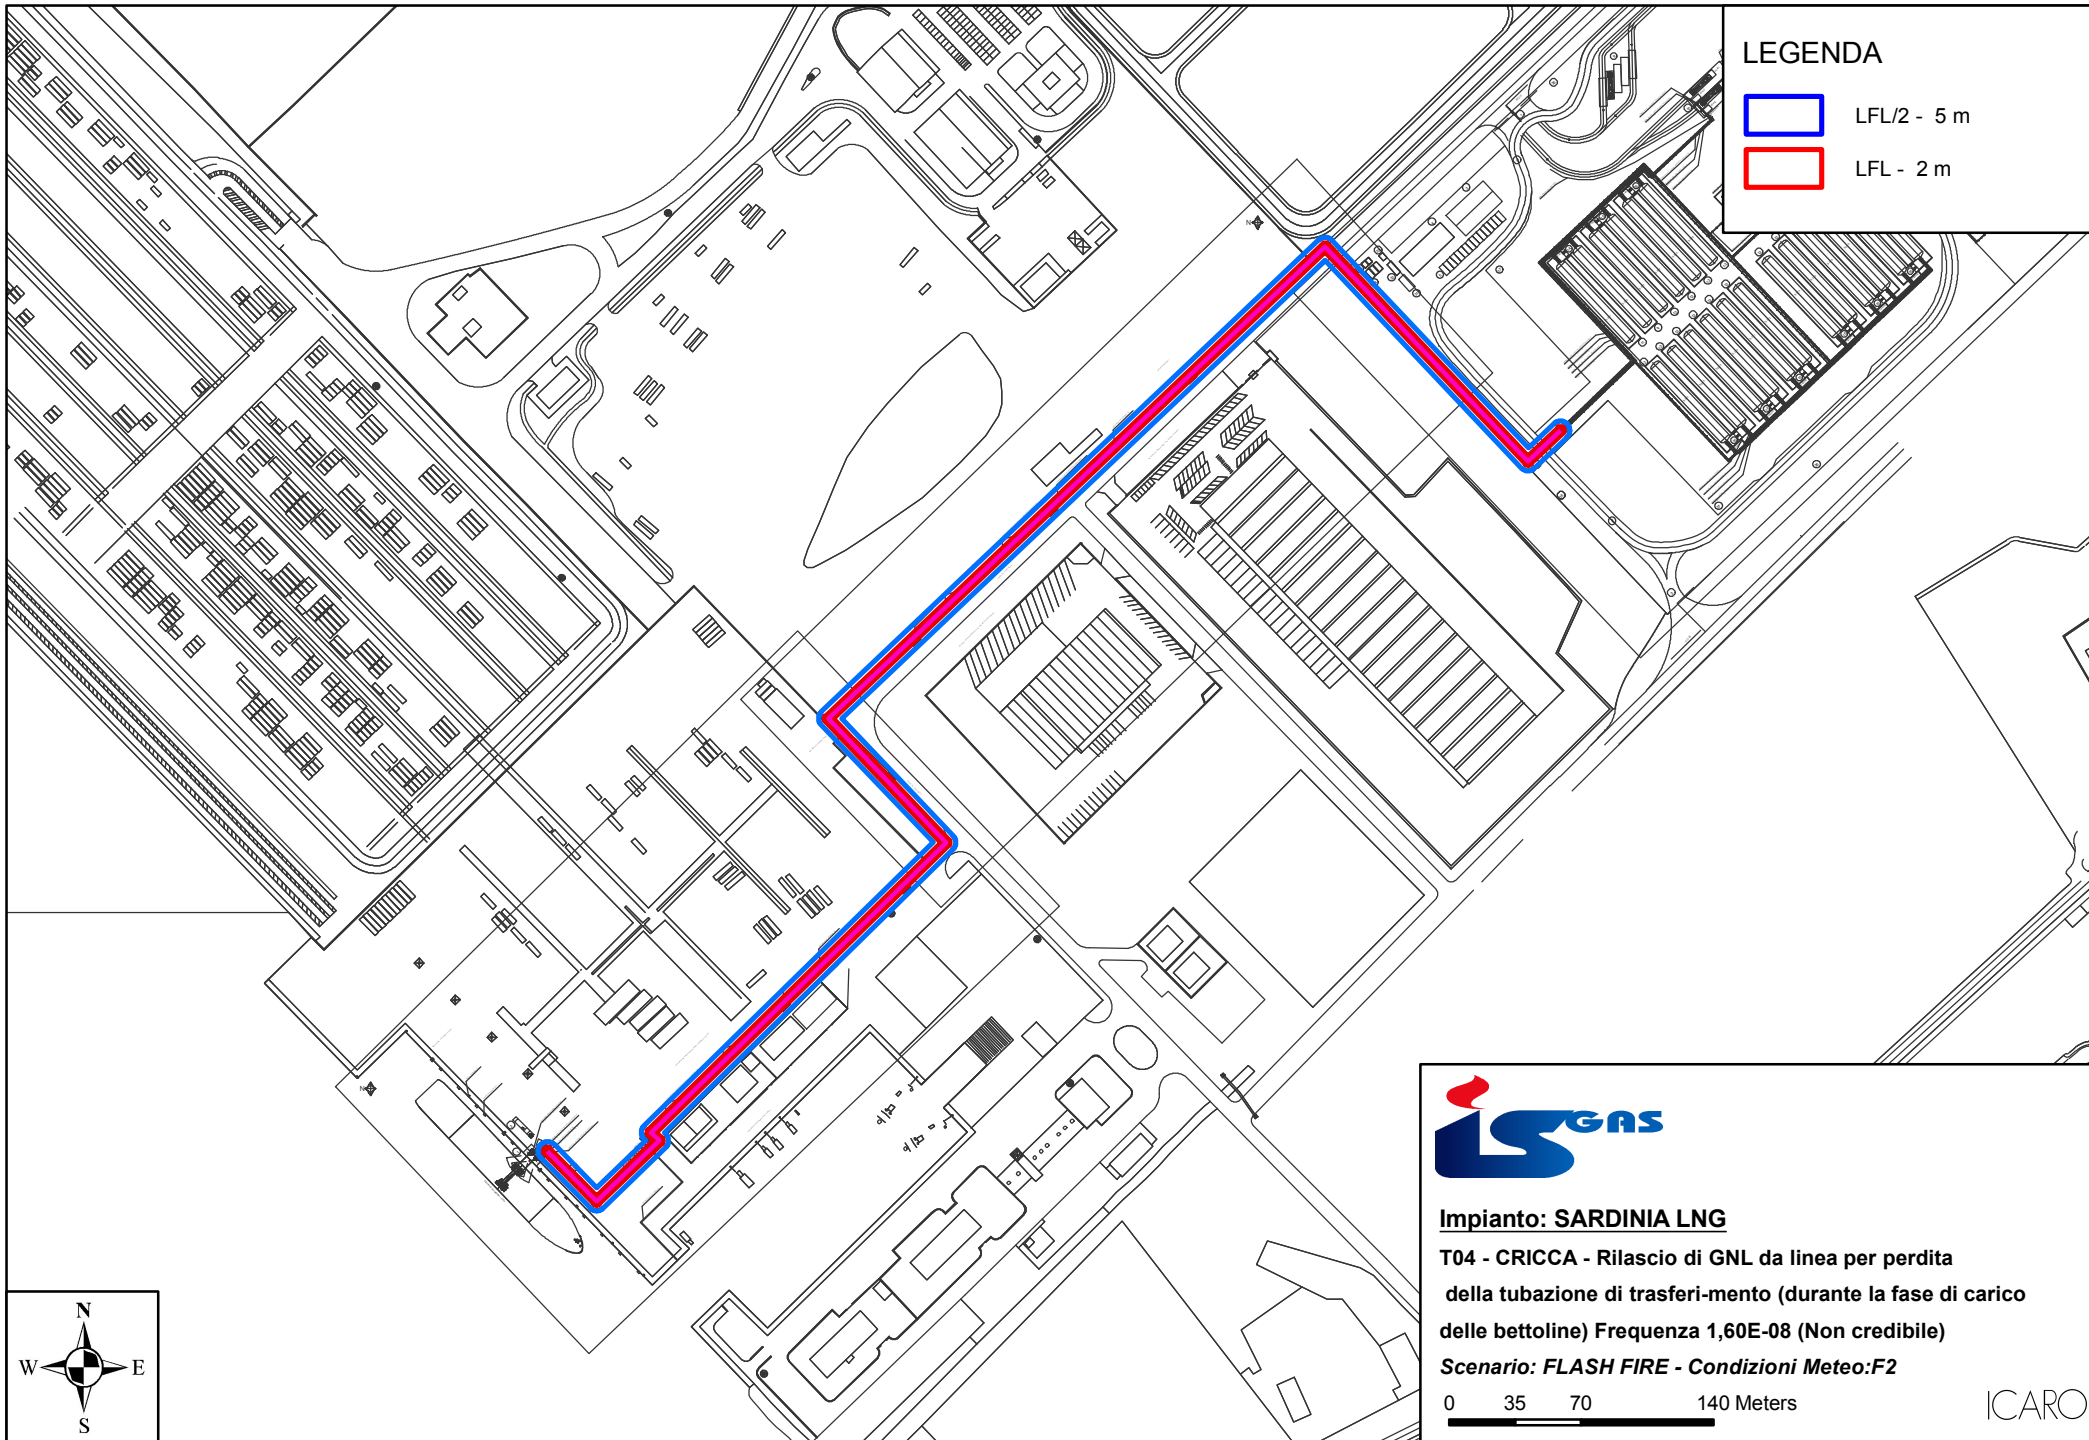 LEGENDA
LFL/2 - 5 m
LFL - 2 m
N
N
iS GAS
Impianto: SARDINIA LNG
T04 - CRICCA - Rilascio di GNL da linea per perdita
della tubazione di trasferi-mento (durante la fase di carico
delle bettoline) Frequenza 1,60E-08 (Non credibile)
Scenario: FLASH FIRE - Condizioni Meteo:F2
0 35 70 140 Meters
ICARO
N
W E
S